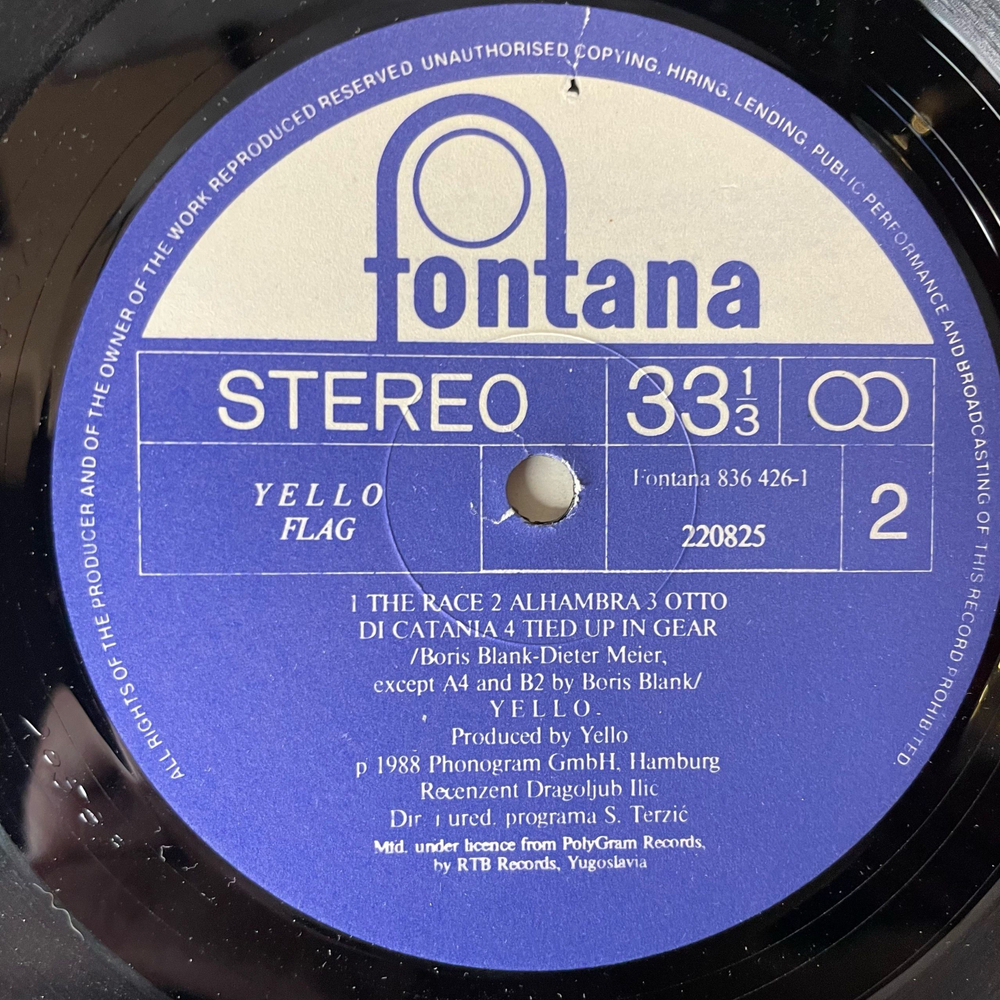 ALL RIGHTS OF THE PRODUCER AND OF THE OWNER OF THE WORK REPRODUCED RESERVED UNAUTHORISED COPYING, HIRING, LENDING, PUBLIC PERFORMANCE AND BROADCASTING OF THIS RECORD PROHIBITED.
fontana
STEREO 33 1/3
YELLO
FLAG
Fontana 836 426-1
220825
2
1 THE RACE 2 ALHAMBRA 3 OTTO
DI CATANIA 4 TIED UP IN GEAR
/Boris Blank-Dieter Meier,
except A4 and B2 by Boris Blank/
YELLO
Produced by Yello
p 1988 Phonogram GmbH, Hamburg
Recenzent Dragoljub Ilic
Dir. i ured. programa S. Terzić
Mfd. under licence from PolyGram Records,
by RTB Records, Yugoslavia